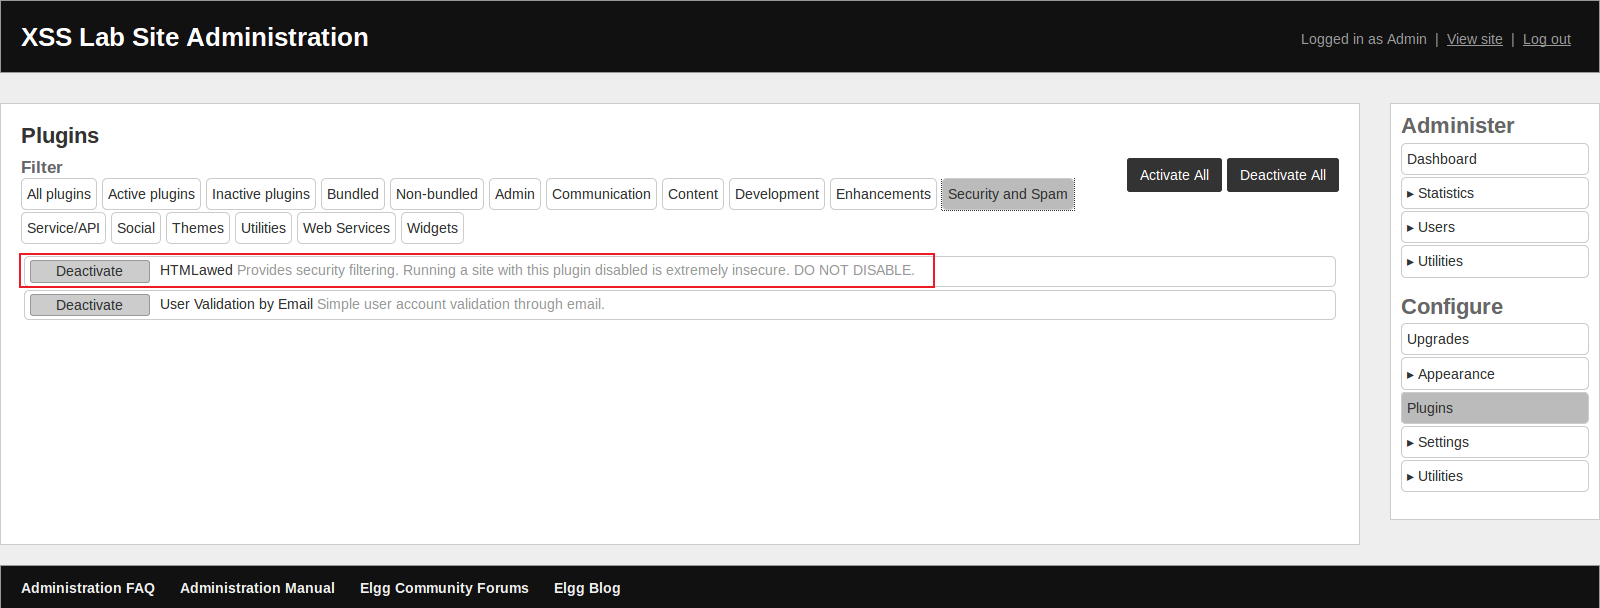 XSS Lab Site Administration
Logged in as Admin | View site | Log out
Plugins
Filter
Activate All Deactivate All
All plugins Active plugins Inactive plugins Bundled Non-bundled Admin Communication Content Development Enhancements Security and Spam
Service/API Social Themes Utilities Web Services Widgets
Deactivate HTMLawed Provides security filtering. Running a site with this plugin disabled is extremely insecure. DO NOT DISABLE.
Deactivate User Validation by Email Simple user account validation through email.
Administer
Dashboard
▸ Statistics
▸ Users
▸ Utilities
Configure
Upgrades
▸ Appearance
Plugins
▸ Settings
▸ Utilities
Administration FAQ Administration Manual Elgg Community Forums Elgg Blog